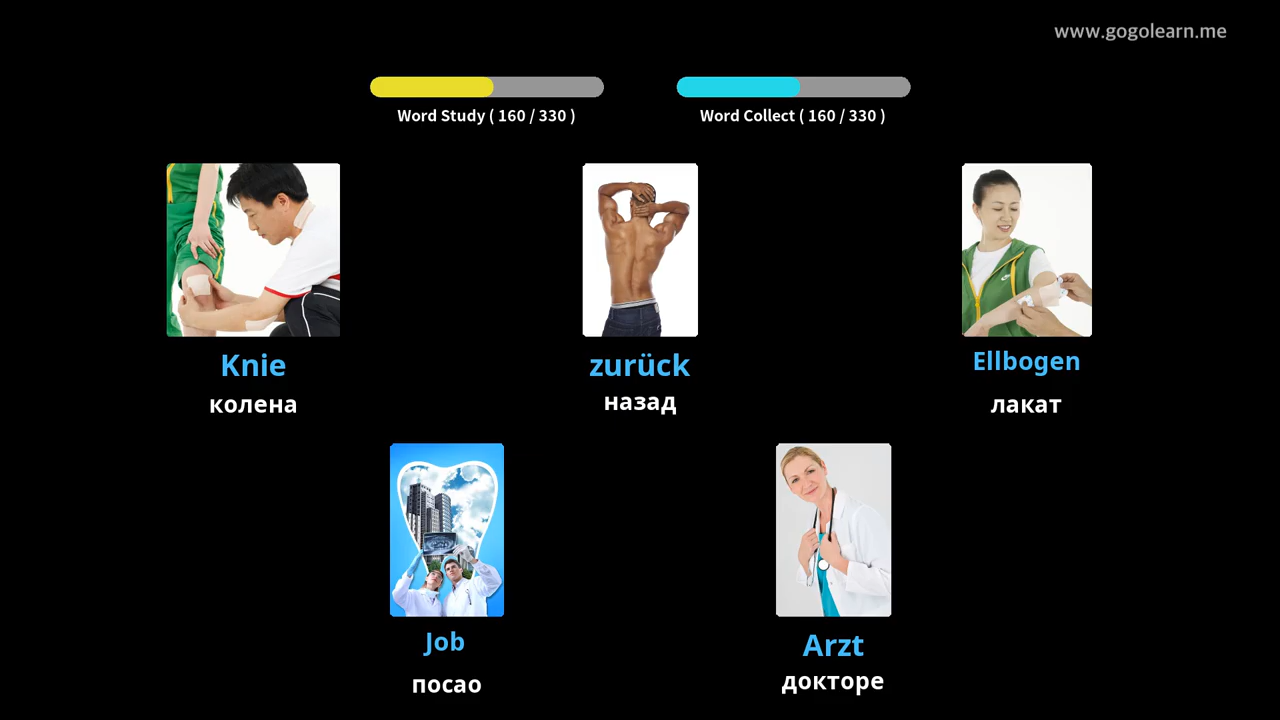 www.gogolearn.me
Word Study ( 160 / 330 )
Word Collect ( 160 / 330 )
Knie
колена
zurück
назад
Ellbogen
лакат
Job
посао
Arzt
докторе